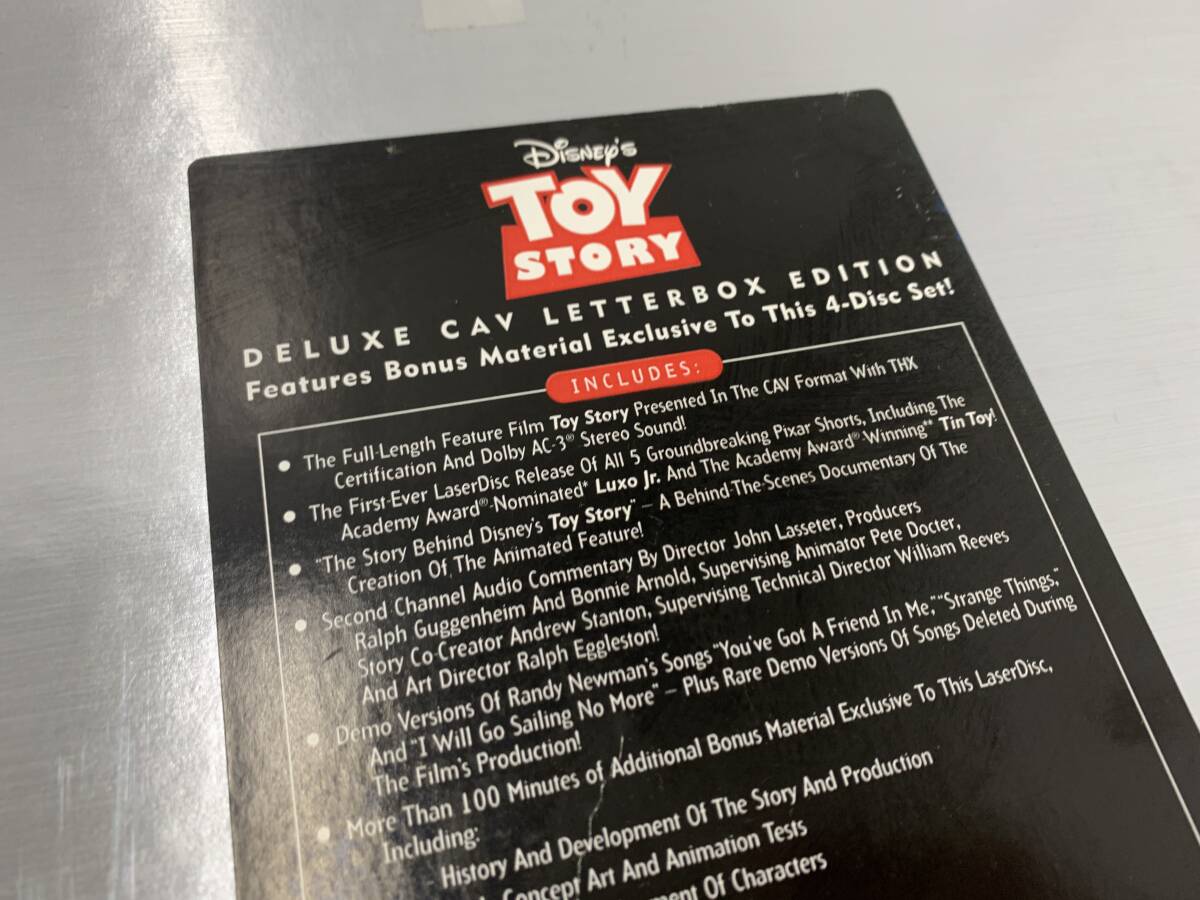 Disney's
TOY
STORY
DELUXE CAV LETTERBOX EDITION
Features Bonus Material Exclusive To This 4-Disc Set!
INCLUDES:
• The Full-Length Feature Film Toy Story Presented In The CAV Format With THX
Certification And Dolby AC-3® Stereo Sound!
• The First-Ever LaserDisc Release Of All 5 Groundbreaking Pixar Shorts, Including The
Academy Award®-Nominated* Luxo Jr. And The Academy Award®-Winning** Tin Toy!
• "The Story Behind Disney's Toy Story" – A Behind-The-Scenes Documentary Of The
Creation Of The Animated Feature!
• Second Channel Audio Commentary By Director John Lasseter, Producers
Ralph Guggenheim And Bonnie Arnold, Supervising Animator Pete Docter,
Story Co-Creator Andrew Stanton, Supervising Technical Director William Reeves
And Art Director Ralph Eggleston!
• Demo Versions Of Randy Newman's Songs "You've Got A Friend In Me," "Strange Things,"
And "I Will Go Sailing No More" – Plus Rare Demo Versions Of Songs Deleted During
The Film's Production!
• More Than 100 Minutes of Additional Bonus Material Exclusive To This LaserDisc,
Including:
History And Development Of The Story And Production
Concept Art And Animation Tests
Of Characters